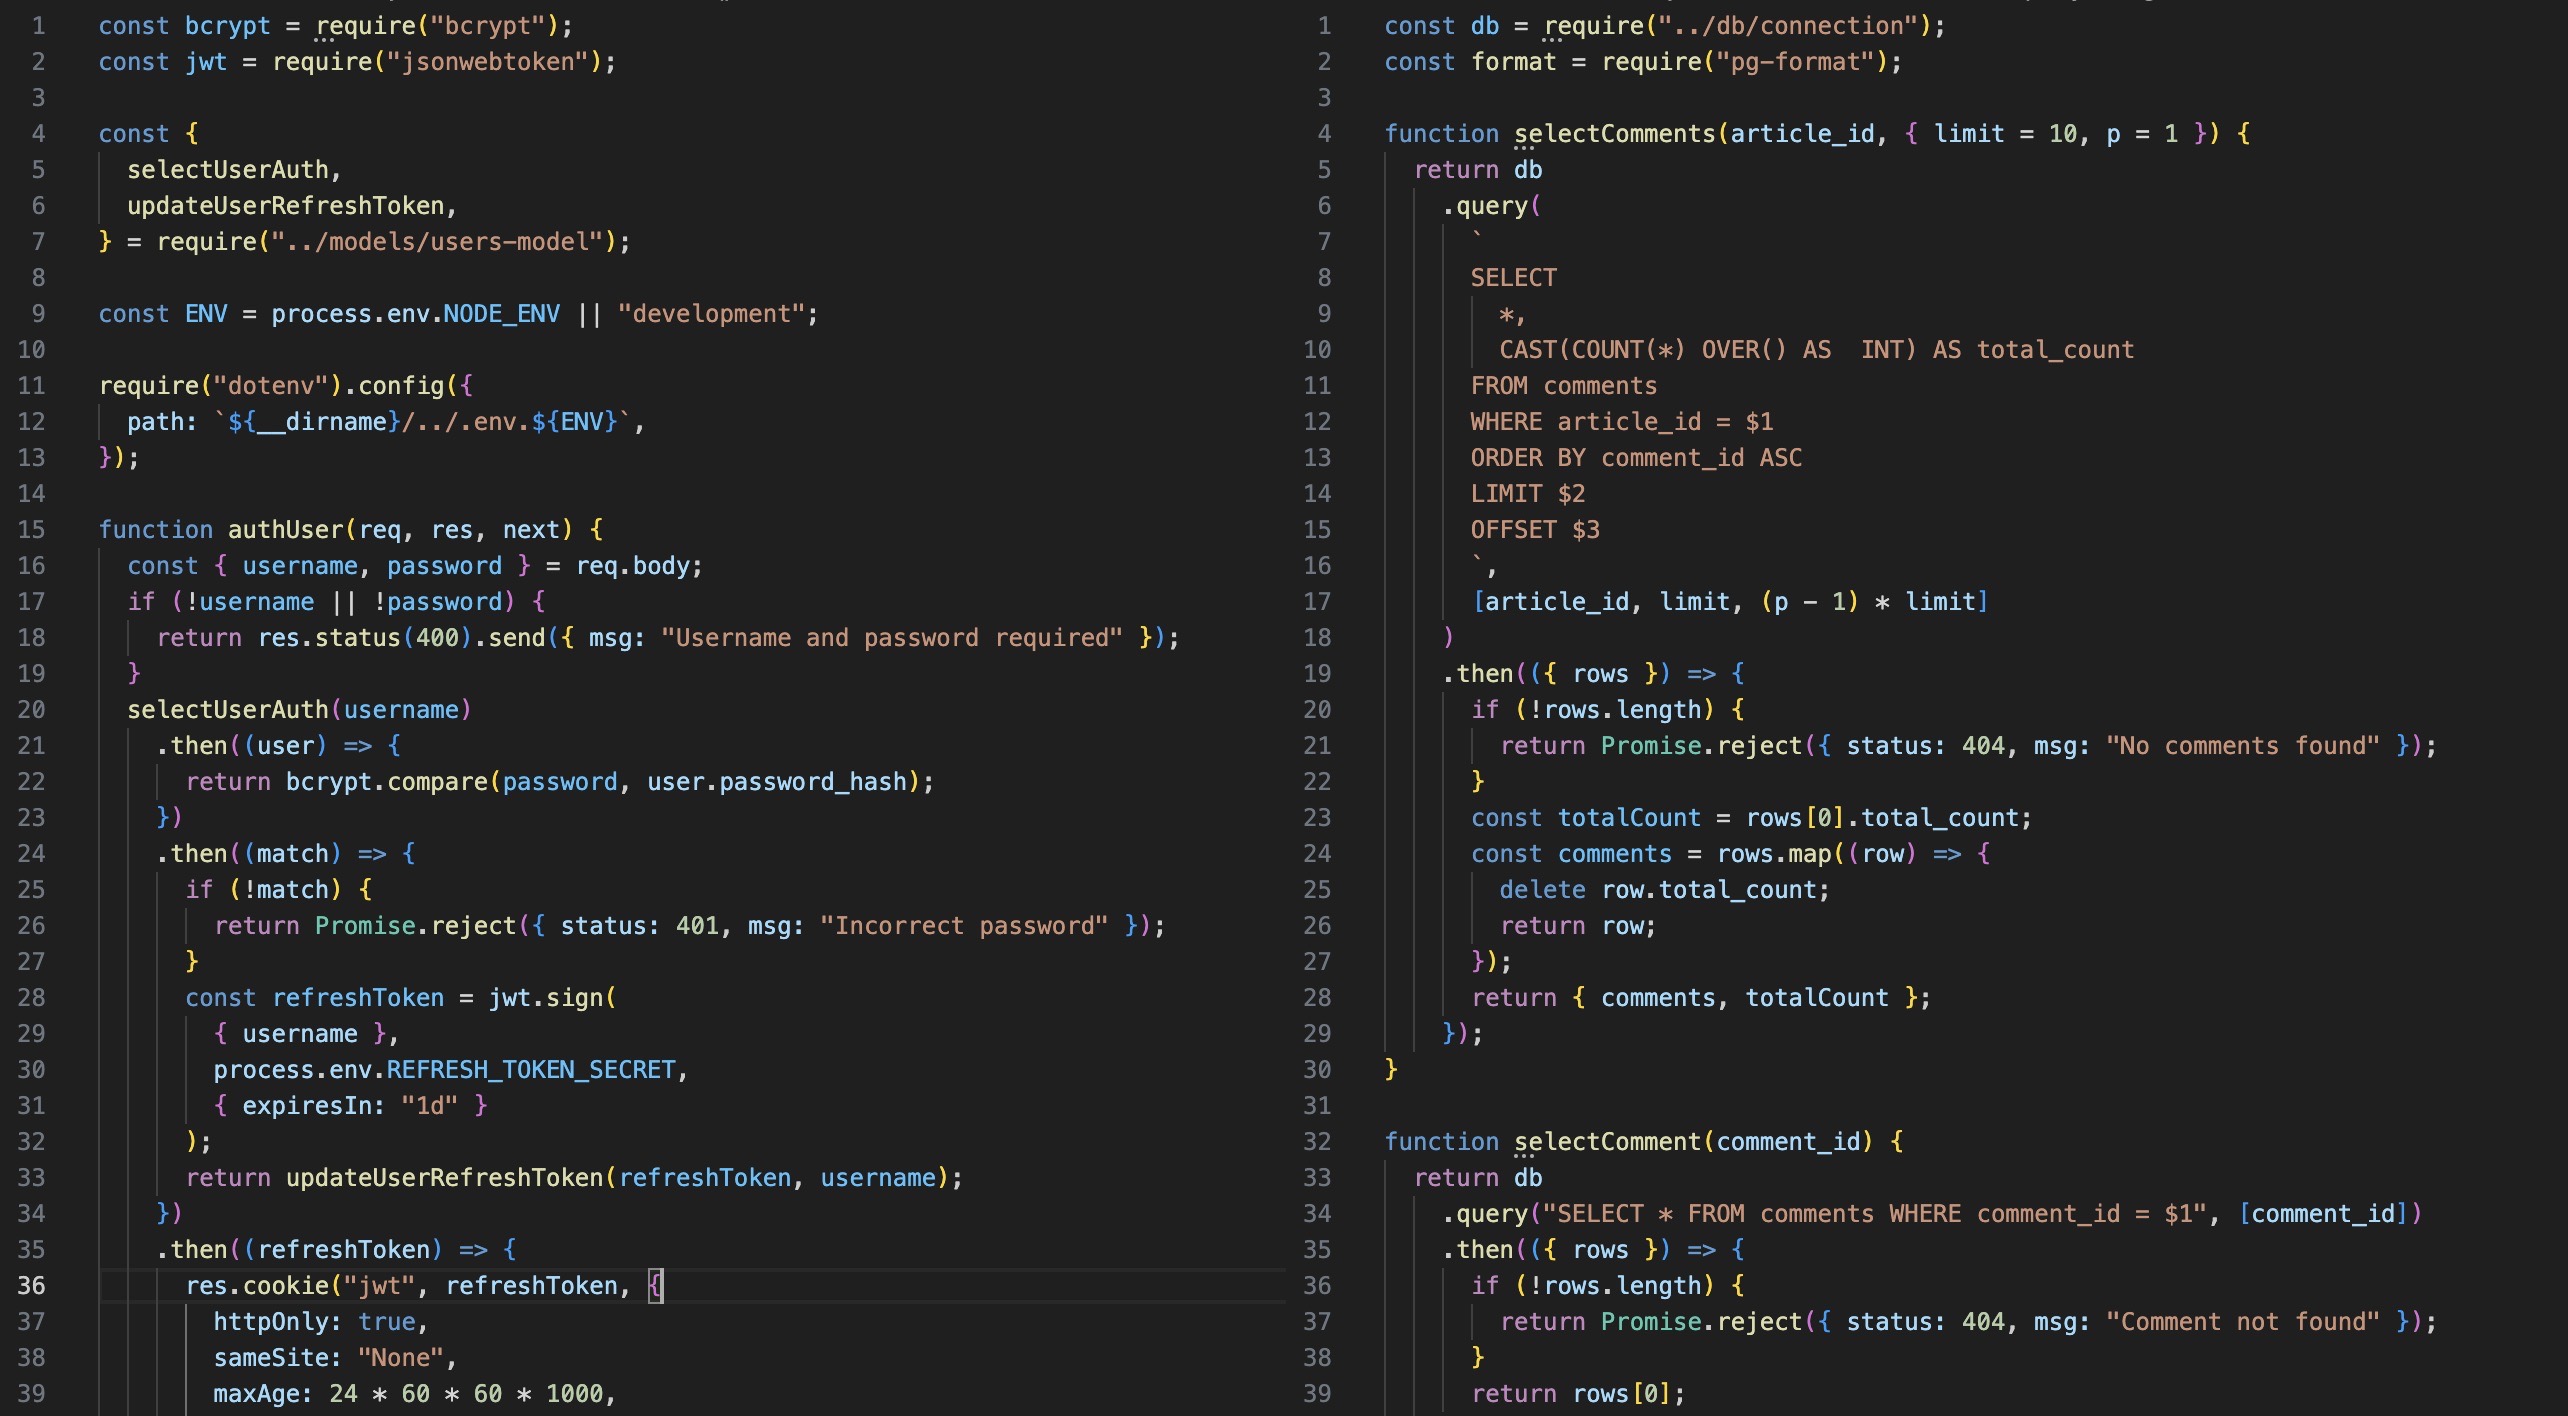 1 const bcrypt = require("bcrypt");
2 const jwt = require("jsonwebtoken");
3
4 const {
5   selectUserAuth,
6   updateUserRefreshToken,
7 } = require("../models/users-model");
8
9 const ENV = process.env.NODE_ENV || "development";
10
11 require("dotenv").config({
12   path: `${__dirname}/../.env.${ENV}`,
13 });
14
15 function authUser(req, res, next) {
16   const { username, password } = req.body;
17   if (!username || !password) {
18     return res.status(400).send({ msg: "Username and password required" });
19   }
20   selectUserAuth(username)
21     .then((user) => {
22       return bcrypt.compare(password, user.password_hash);
23     })
24     .then((match) => {
25       if (!match) {
26         return Promise.reject({ status: 401, msg: "Incorrect password" });
27       }
28       const refreshToken = jwt.sign(
29         { username },
30         process.env.REFRESH_TOKEN_SECRET,
31         { expiresIn: "1d" }
32       );
33       return updateUserRefreshToken(refreshToken, username);
34     })
35     .then((refreshToken) => {
36       res.cookie("jwt", refreshToken, {
37         httpOnly: true,
38         sameSite: "None",
39         maxAge: 24 * 60 * 60 * 1000,
1 const db = require("../db/connection");
2 const format = require("pg-format");
3
4 function selectComments(article_id, { limit = 10, p = 1 }) {
5   return db
6     .query(
7       `
8       SELECT
9         *,
10         CAST(COUNT(*) OVER() AS  INT) AS total_count
11       FROM comments
12       WHERE article_id = $1
13       ORDER BY comment_id ASC
14       LIMIT $2
15       OFFSET $3
16       `,
17       [article_id, limit, (p - 1) * limit]
18     )
19     .then(({ rows }) => {
20       if (!rows.length) {
21         return Promise.reject({ status: 404, msg: "No comments found" });
22       }
23       const totalCount = rows[0].total_count;
24       const comments = rows.map((row) => {
25         delete row.total_count;
26         return row;
27       });
28       return { comments, totalCount };
29     });
30 }
31
32 function selectComment(comment_id) {
33   return db
34     .query("SELECT * FROM comments WHERE comment_id = $1", [comment_id])
35     .then(({ rows }) => {
36       if (!rows.length) {
37         return Promise.reject({ status: 404, msg: "Comment not found" });
38       }
39       return rows[0];